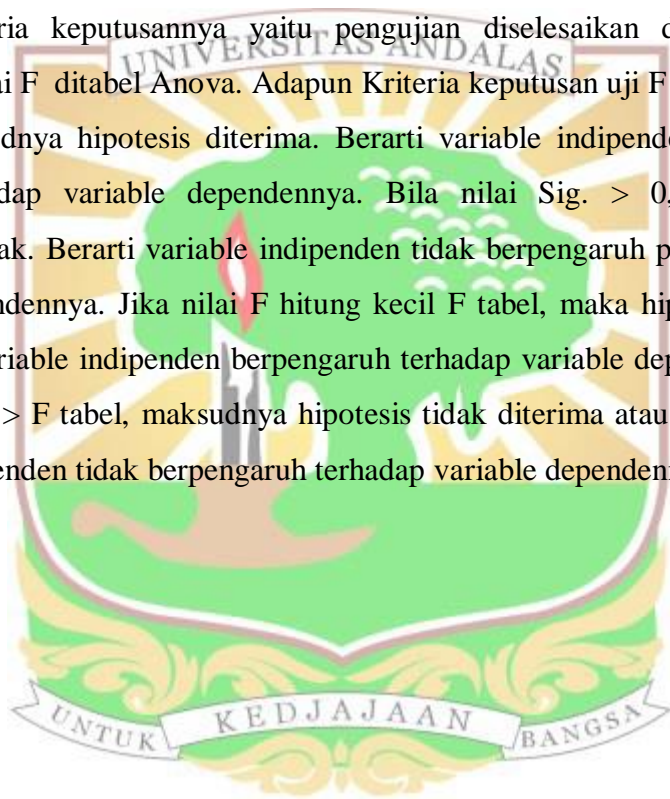 ria keputusannya yaitu pengujian diselesaikan d
ai F ditabel Anova. Adapun Kriteria keputusan uji F
dnya hipotesis diterima. Berarti variable indipende
dap variable dependennya. Bila nilai Sig. > 0,
ak. Berarti variable indipenden tidak berpengaruh p
ndennya. Jika nilai F hitung kecil F tabel, maka hip
riable indipenden berpengaruh terhadap variable dep
> F tabel, maksudnya hipotesis tidak diterima atau
enden tidak berpengaruh terhadap variable dependenn
UNIVERSITAS ANDALAS
UNTUK KEDJAJAAN BANGSA